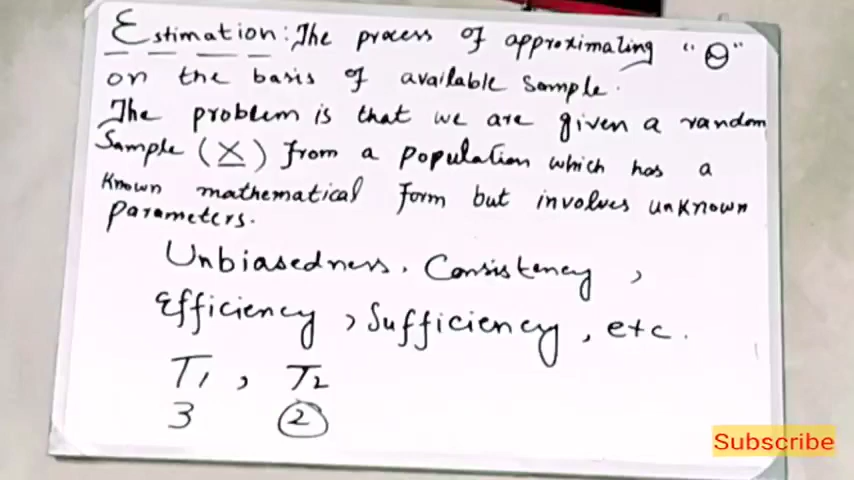 Estimation: The process of approximating "Θ"
on the basis of available sample.
The problem is that we are given a random
Sample (X) from a population which has a
known mathematical form but involves unknown
parameters.
Unbiasedness, Consistency,
Efficiency, Sufficiency, etc.
T1, T2
3 2
Subscribe